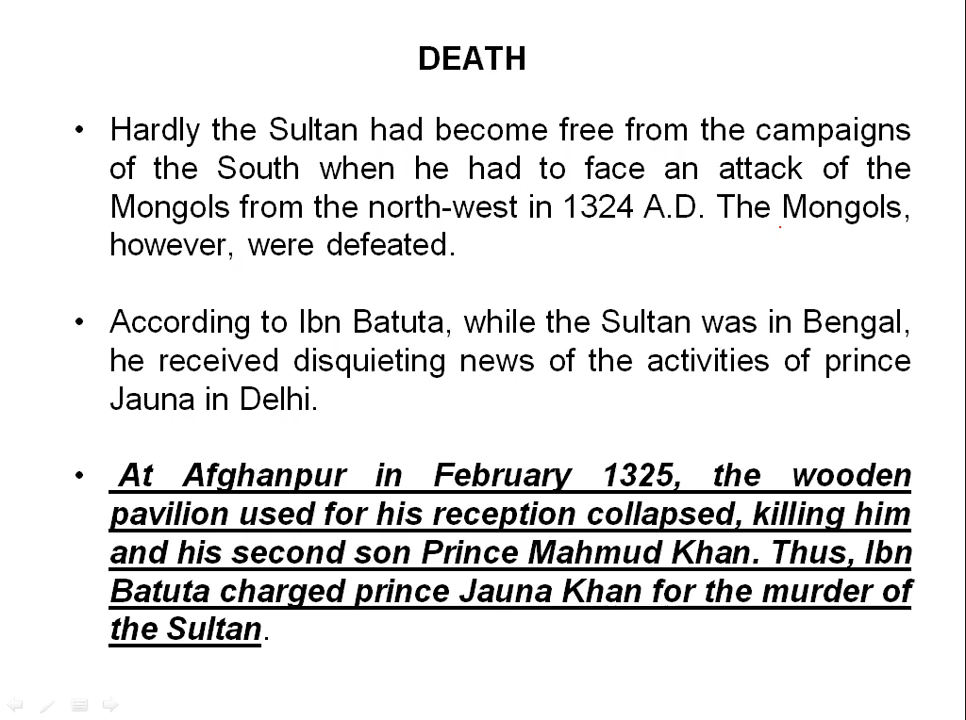 DEATH
• Hardly the Sultan had become free from the campaigns
of the South when he had to face an attack of the
Mongols from the north-west in 1324 A.D. The Mongols,
however, were defeated.
• According to Ibn Batuta, while the Sultan was in Bengal,
he received disquieting news of the activities of prince
Jauna in Delhi.
• At Afghanpur in February 1325, the wooden
pavilion used for his reception collapsed, killing him
and his second son Prince Mahmud Khan. Thus, Ibn
Batuta charged prince Jauna Khan for the murder of
the Sultan.